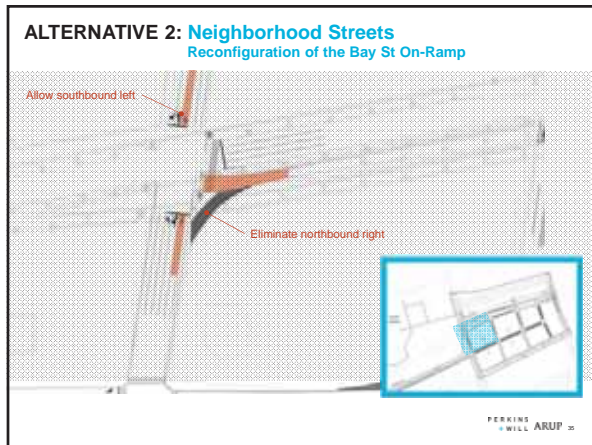 ALTERNATIVE 2: Neighborhood Streets
Reconfiguration of the Bay St On-Ramp
Allow southbound left
Eliminate northbound right
PERKINS
+WILL ARUP 35